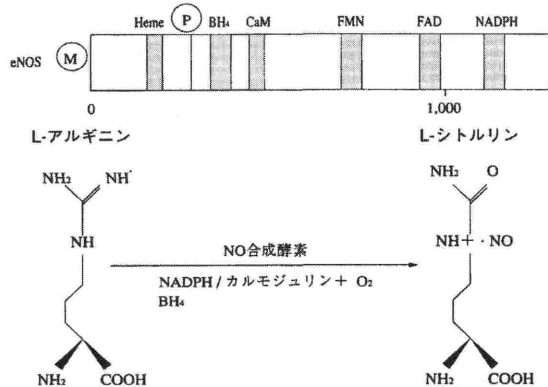 Heme P BH₄ CaM FMN FAD NADPH
eNOS M
0 1,000
L-アルギニン L-シトルリン
NH₂ NH· NH₂ O
NH NO合成酵素 NH+ ·NO
NADPH / カルモジュリン + O₂
BH₄
NH₂ COOH NH₂ COOH